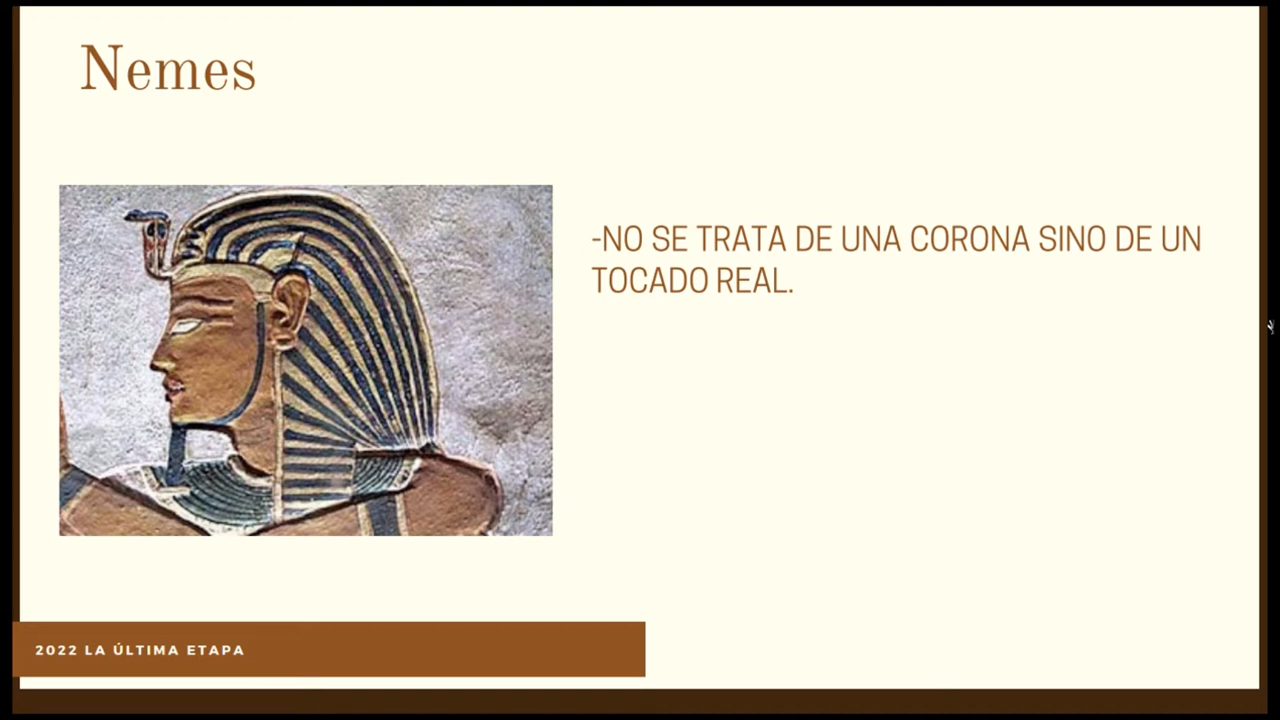 Nemes
-NO SE TRATA DE UNA CORONA SINO DE UN
TOCADO REAL.
2022 LA ÚLTIMA ETAPA